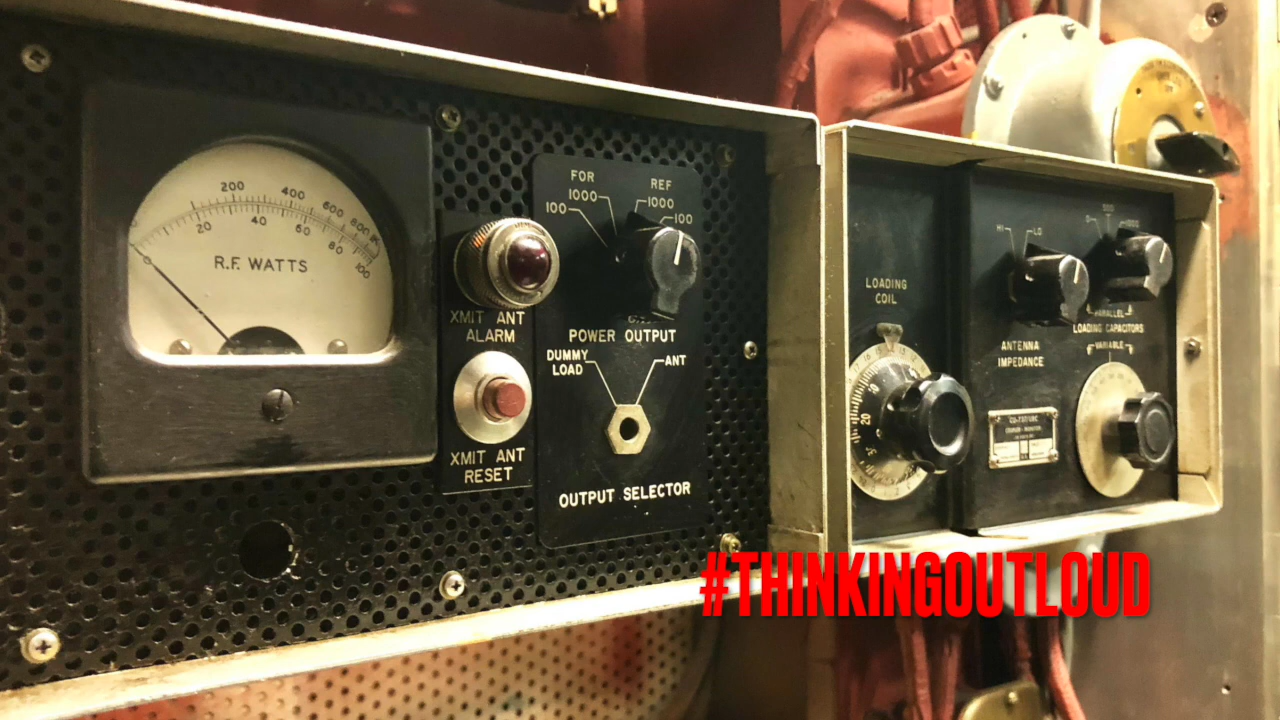 200 400 600 800 1K
20 40 60 80 100
R.F. WATTS
XMIT ANT
ALARM
XMIT ANT
RESET
FOR
1000
100
REF
1000
100
POWER OUTPUT
DUMMY
LOAD
ANT
OUTPUT SELECTOR
LOADING
COIL
20
HI
LO
ANTENNA
IMPEDANCE
PARALLEL
LOADING CAPACITORS
VARIABLE
#THINKINGOUTLOUD